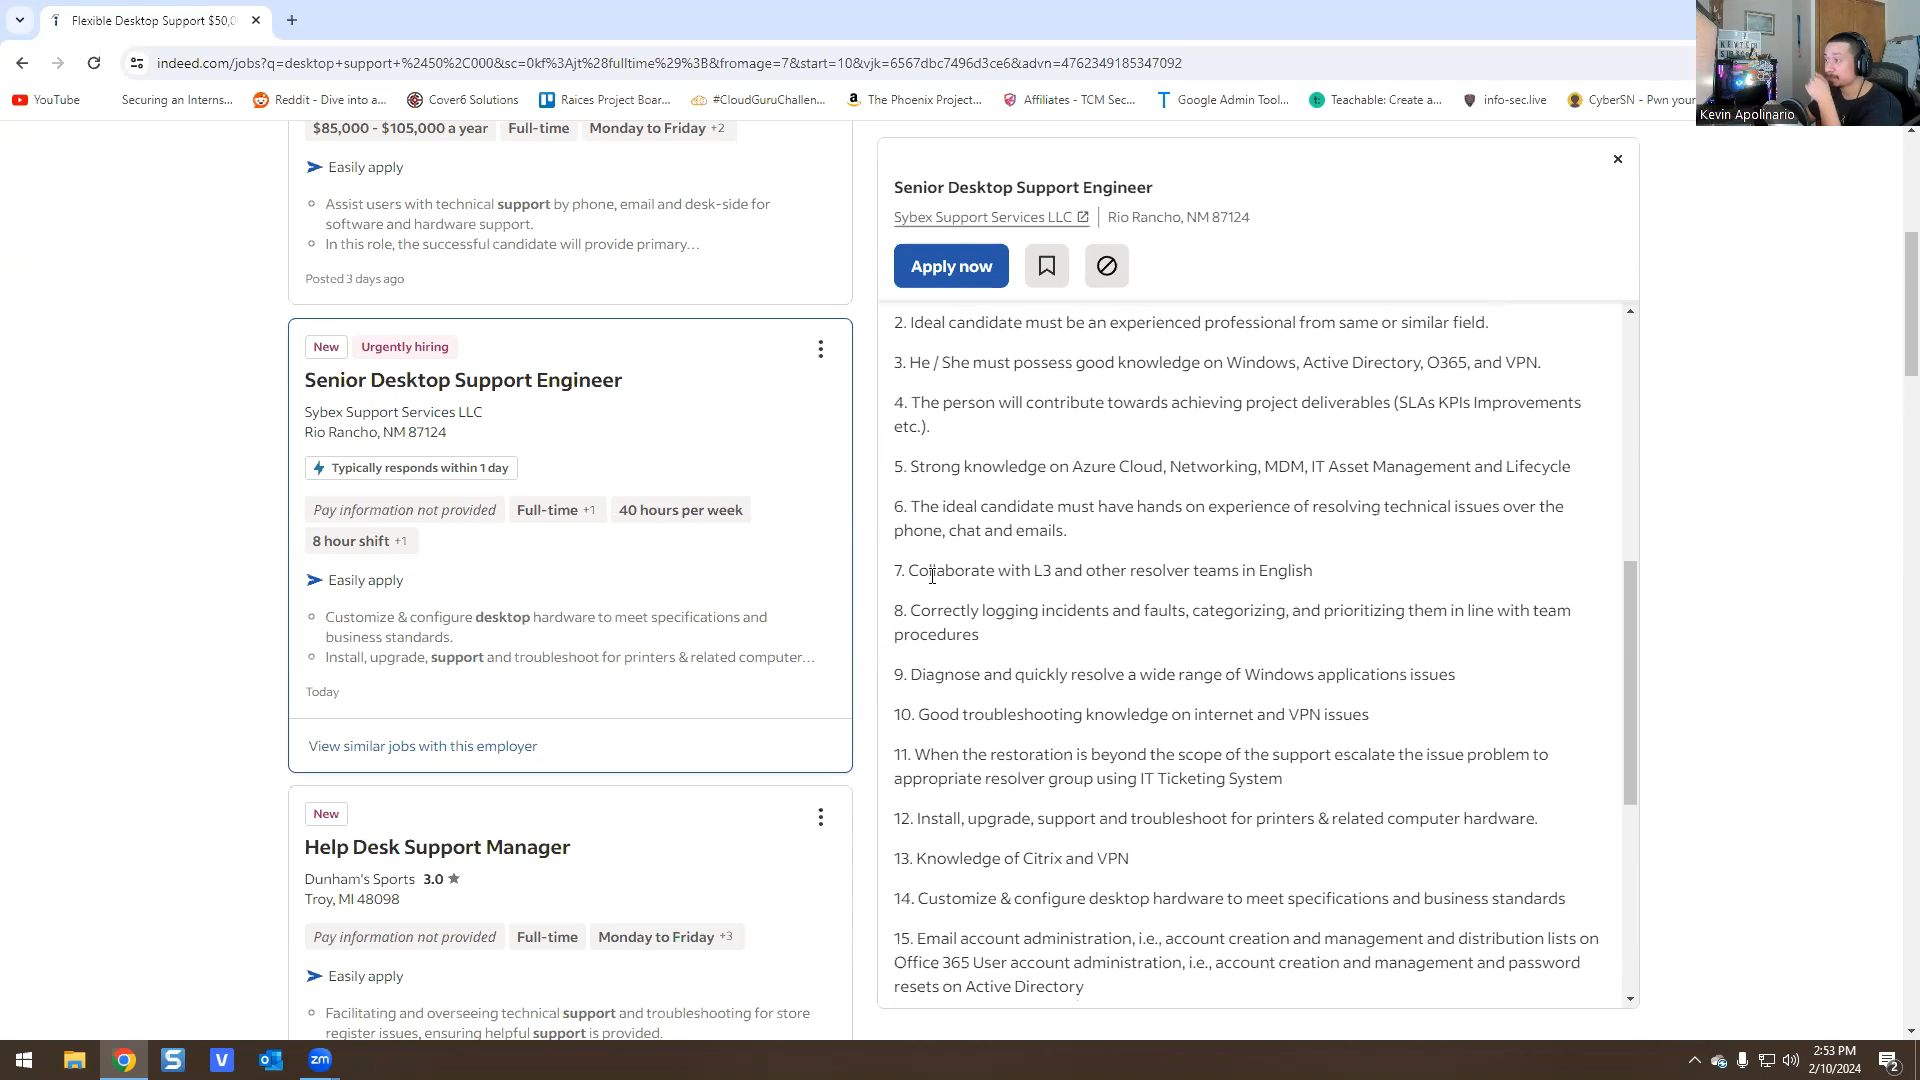 Flexible Desktop Support $50,0
indeed.com/jobs?q=desktop+support+%2450%2C000&sc=0kf%3Ajt%28fulltime%29%3B&fromage=7&start=10&vjk=6567dbc7496d3ce6&advn=4762349185347092
YouTube
Securing an Interns...
Reddit - Dive into a...
Cover6 Solutions
Raices Project Boar...
#CloudGuruChallen...
The Phoenix Project...
Affiliates - TCM Sec...
Google Admin Tool...
Teachable: Create a...
info-sec.live
CyberSN - Pwn your
Kevin Apolinario
$85,000 - $105,000 a year
Full-time
Monday to Friday +2
Easily apply
Assist users with technical support by phone, email and desk-side for
software and hardware support.
In this role, the successful candidate will provide primary...
Posted 3 days ago
New
Urgently hiring
Senior Desktop Support Engineer
Sybex Support Services LLC
Rio Rancho, NM 87124
Typically responds within 1 day
Pay information not provided
Full-time +1
40 hours per week
8 hour shift +1
Easily apply
Customize & configure desktop hardware to meet specifications and
business standards.
Install, upgrade, support and troubleshoot for printers & related computer...
Today
View similar jobs with this employer
New
Help Desk Support Manager
Dunham's Sports 3.0
Troy, MI 48098
Pay information not provided
Full-time
Monday to Friday +3
Easily apply
Facilitating and overseeing technical support and troubleshooting for store
register issues, ensuring helpful support is provided.
Senior Desktop Support Engineer
Sybex Support Services LLC
Rio Rancho, NM 87124
Apply now
2. Ideal candidate must be an experienced professional from same or similar field.
3. He / She must possess good knowledge on Windows, Active Directory, O365, and VPN.
4. The person will contribute towards achieving project deliverables (SLAs KPIs Improvements
etc.).
5. Strong knowledge on Azure Cloud, Networking, MDM, IT Asset Management and Lifecycle
6. The ideal candidate must have hands on experience of resolving technical issues over the
phone, chat and emails.
7. Collaborate with L3 and other resolver teams in English
8. Correctly logging incidents and faults, categorizing, and prioritizing them in line with team
procedures
9. Diagnose and quickly resolve a wide range of Windows applications issues
10. Good troubleshooting knowledge on internet and VPN issues
11. When the restoration is beyond the scope of the support escalate the issue problem to
appropriate resolver group using IT Ticketing System
12. Install, upgrade, support and troubleshoot for printers & related computer hardware.
13. Knowledge of Citrix and VPN
14. Customize & configure desktop hardware to meet specifications and business standards
15. Email account administration, i.e., account creation and management and distribution lists on
Office 365 User account administration, i.e., account creation and management and password
resets on Active Directory
S
V
zm
2:53 PM
2/10/2024
2